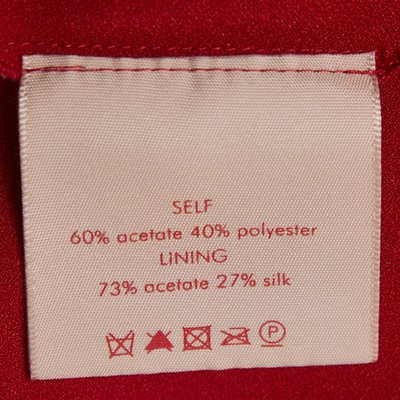 SELF
60% acetate 40% polyester
LINING
73% acetate 27% silk
P